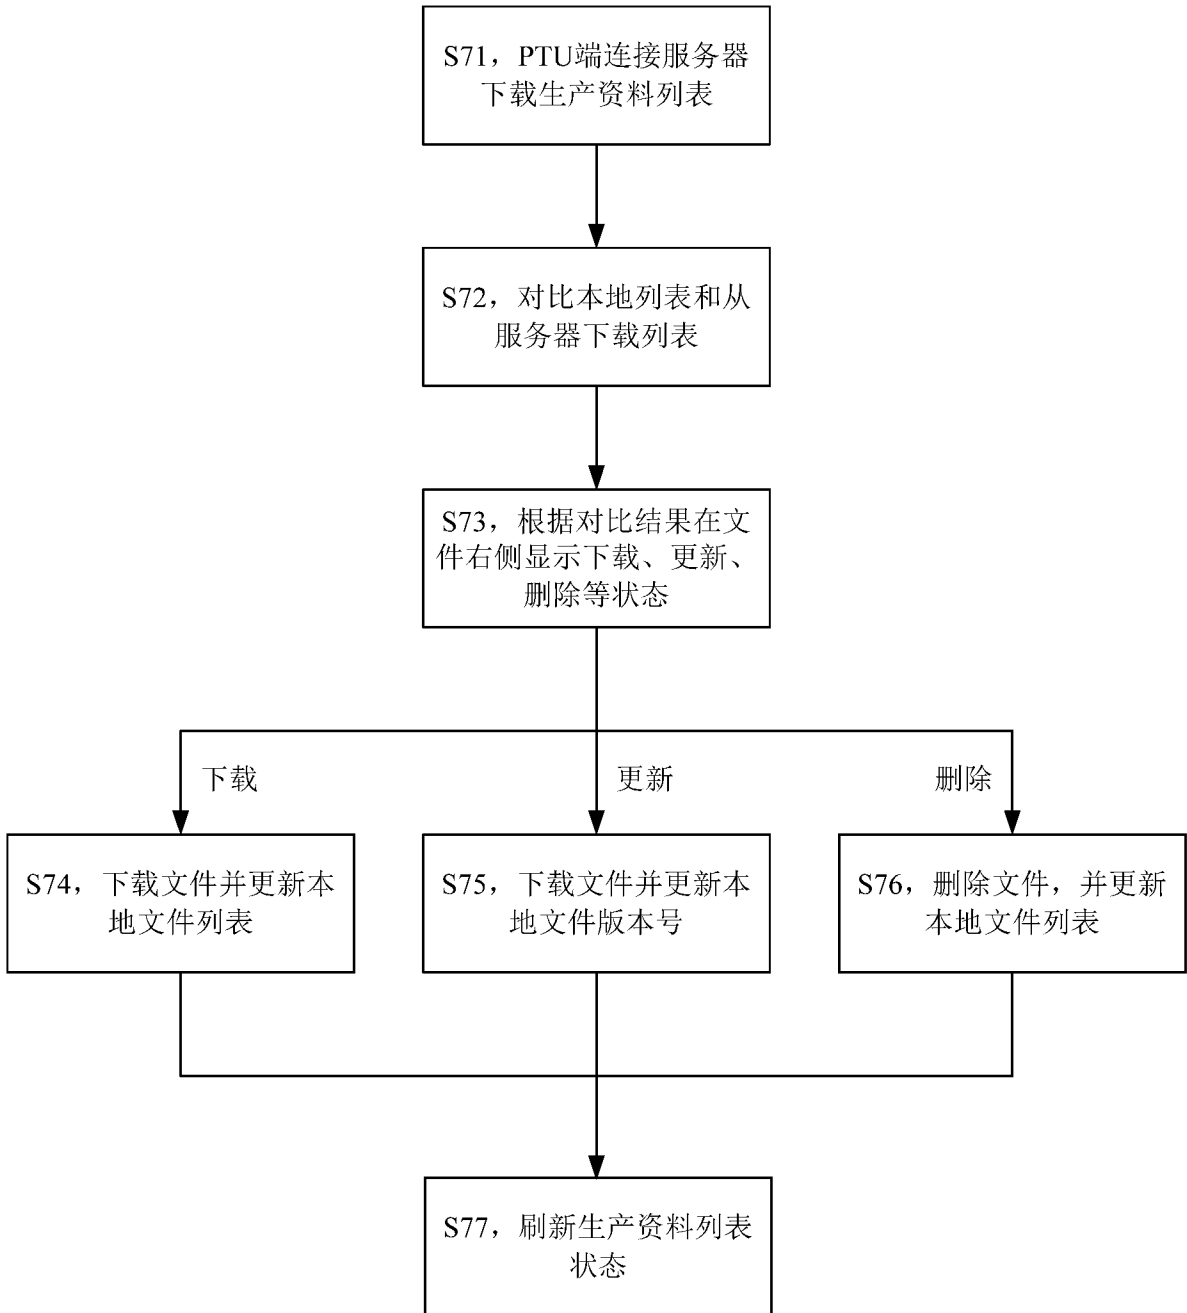 S71，PTU端连接服务器
下载生产资料列表
S72，对比本地列表和从
服务器下载列表
S73，根据对比结果在文
件右侧显示下载、更新、
删除等状态
下载
更新
删除
S74，下载文件并更新本
地文件列表
S75，下载文件并更新本
地文件版本号
S76，删除文件，并更新
本地文件列表
S77，刷新生产资料列表
状态